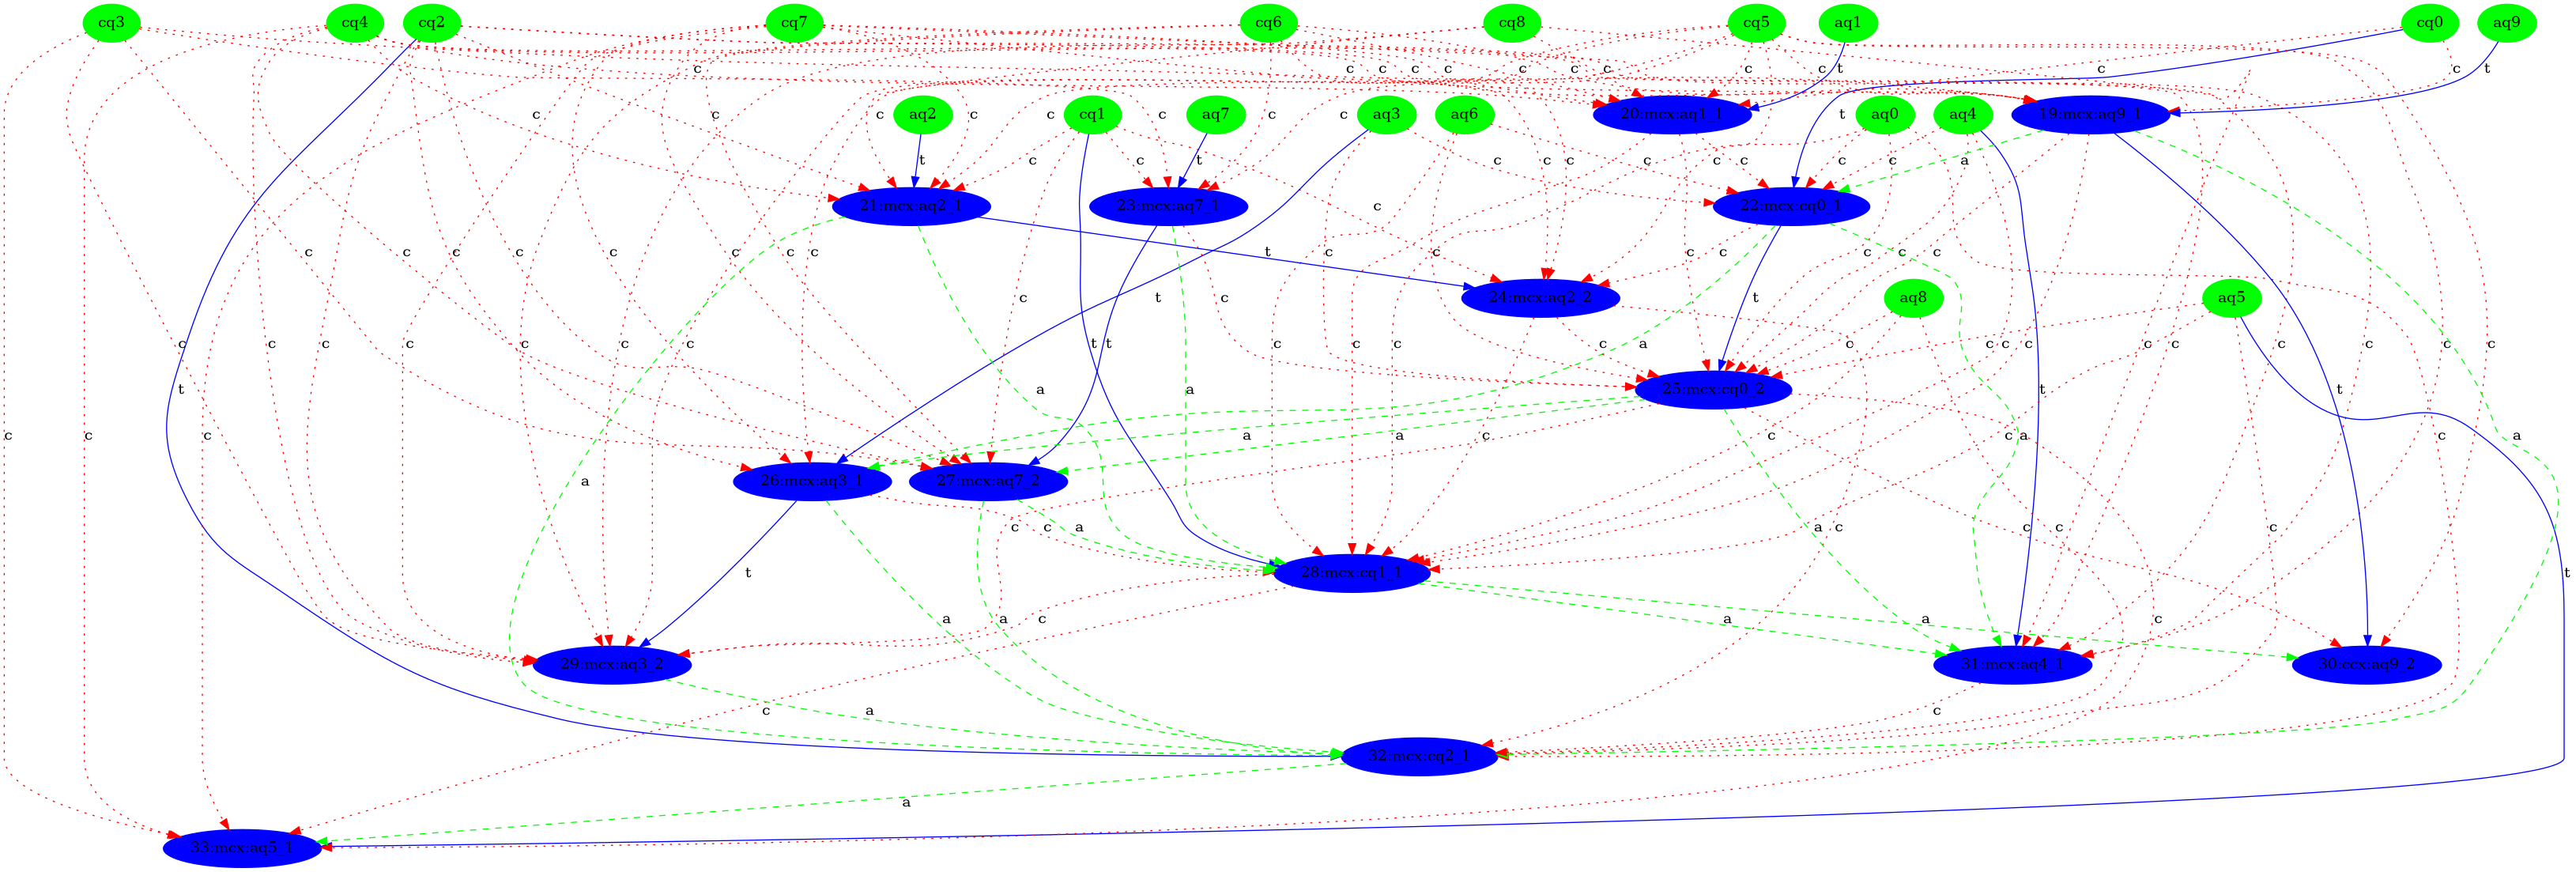 cq3 cq4 cq2 cq7 cq6 cq8 cq5 aq1 cq0 aq9
c c c c c c c c t c c t
aq2 cq1 aq7 aq3 aq6 20:mcx:aq1_1 aq0 aq4 19:mcx:aq9_1
c c c c c c t
t c c t c c c c c c a
21:mcx:aq2_1 23:mcx:aq7_1 22:mcx:cq0_1
c
c c c c c c c t c c c c t c c c
24:mcx:aq2_2 aq8 aq5
c t
c c c c c c c c c t t a c c c c c c c c c
25:mcx:cq0_2
t a a a t t
c c c a a c c c a c
26:mcx:aq3_1 27:mcx:aq7_2
a c c a a c c c c
28:mcx:cq1_1 t
t a a c a a c
29:mcx:aq3_2 31:mcx:aq4_1 30:ccx:aq9_2
a c c
32:mcx:cq2_1
a
33:mcx:aq5_1